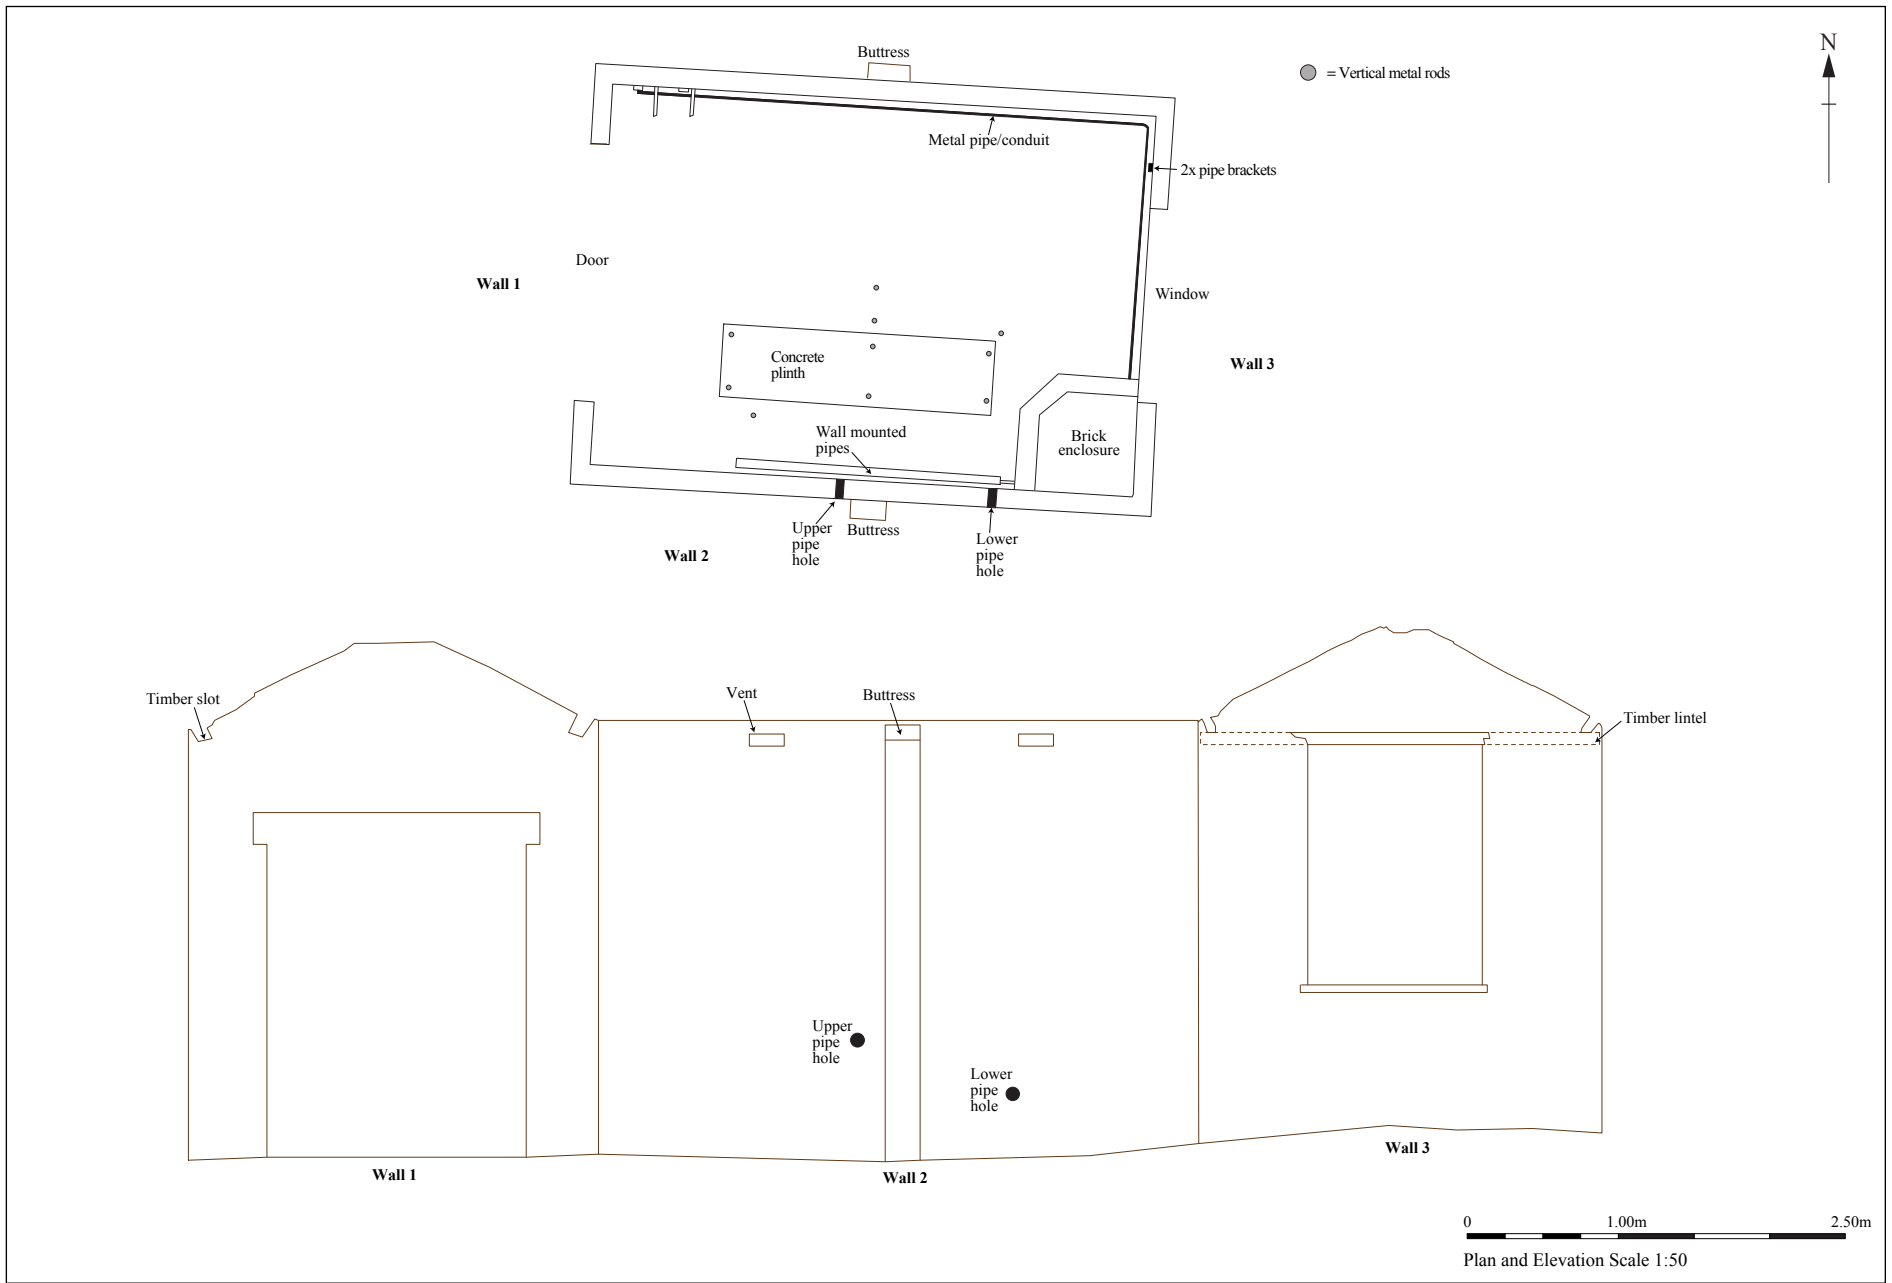 Buttress
N
= Vertical metal rods
Metal pipe/conduit
2x pipe brackets
Door
Wall 1
Window
Concrete
plinth
Wall 3
Wall mounted
pipes
Brick
enclosure
Upper
pipe
hole
Buttress
Lower
pipe
hole
Wall 2
Timber slot
Vent
Buttress
Timber lintel
Upper
pipe
hole
Lower
pipe
hole
Wall 1
Wall 2
Wall 3
0 1.00m 2.50m
Plan and Elevation Scale 1:50